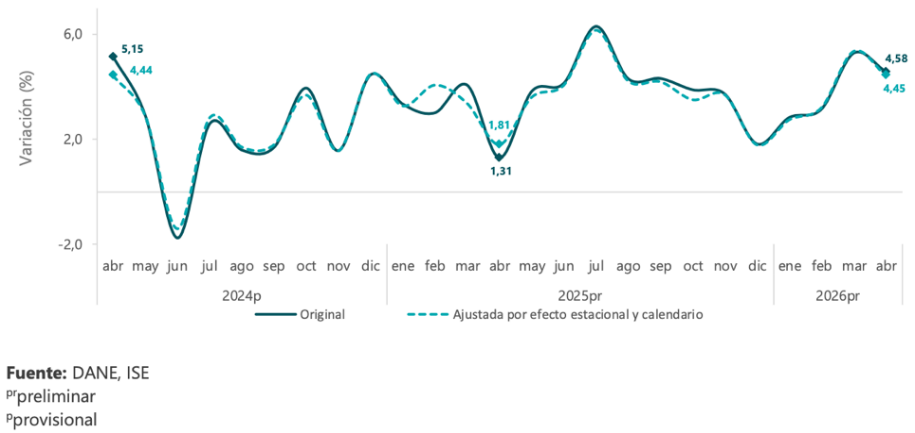 Variación (%)
6,0
2,0
-2,0
5,15
4,44
1,81
1,31
4,58
4,45
abr may jun jul ago sep oct nov dic ene feb mar abr may jun jul ago sep oct nov dic ene feb mar abr
2024p 2025pr 2026pr
Original Ajustada por efecto estacional y calendario
Fuente: DANE, ISE
prpreliminar
pprovisional